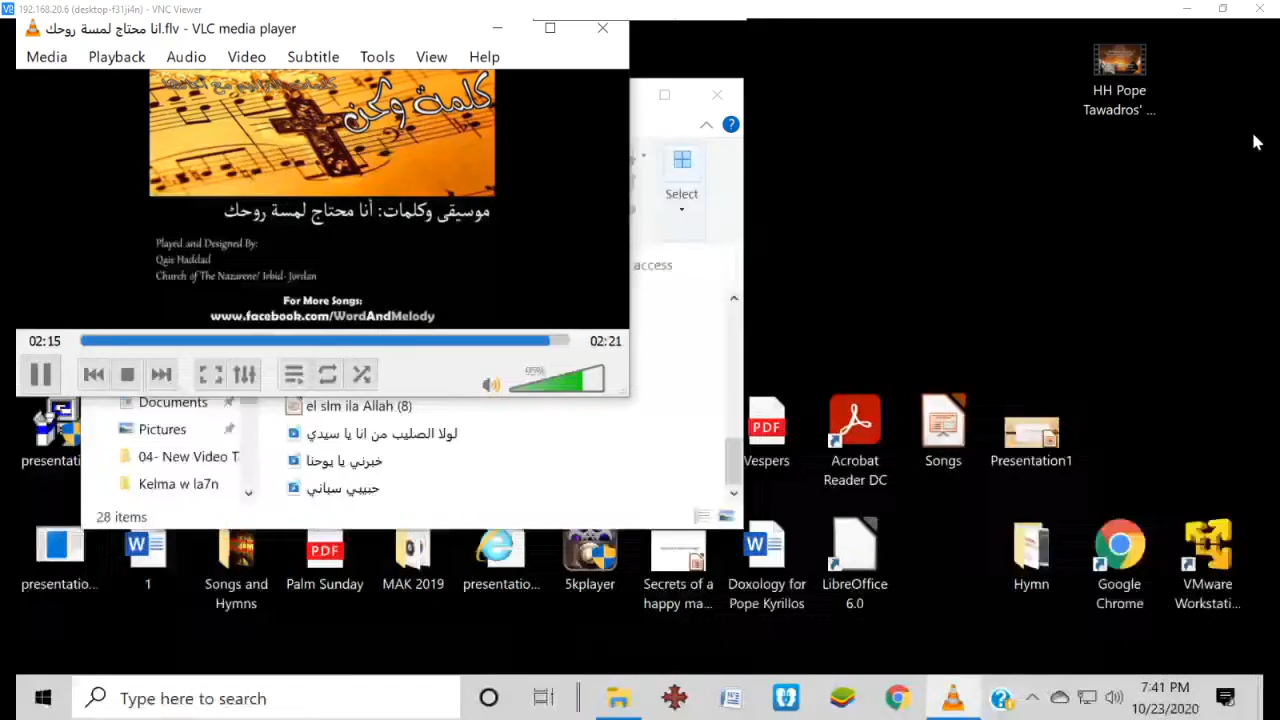 192.168.20.6 (desktop-f31ji4n) - VNC Viewer
انا محتاج لمسة روحك.flv - VLC media player
Media Playback Audio Video Subtitle Tools View Help
كلمة ولحن
موسيقى وكلمات: أنا محتاج لمسة روحك
Played and Designed By:
Qais Haddad
Church of The Nazarene/ Irbid- Jordan
For More Songs:
www.facebook.com/WordAndMelody
02:15
02:21
95%
Select
access
Documents
Pictures
04- New Video T
Kelma w la7n
el slm ila Allah (8)
لولا الصليب من انا يا سيدي
خبرني يا يوحنا
حبيبي سباني
28 items
HH Pope
Tawadros' ...
presentati
PDF
Vespers
Acrobat
Reader DC
Songs
Presentation1
presentatio...
1
Songs and
Hymns
PDF
Palm Sunday
MAK 2019
presentatio...
5kplayer
Secrets of a
happy ma...
Doxology for
Pope Kyrillos
LibreOffice
6.0
Hymn
Google
Chrome
VMware
Workstati...
Type here to search
7:41 PM
10/23/2020